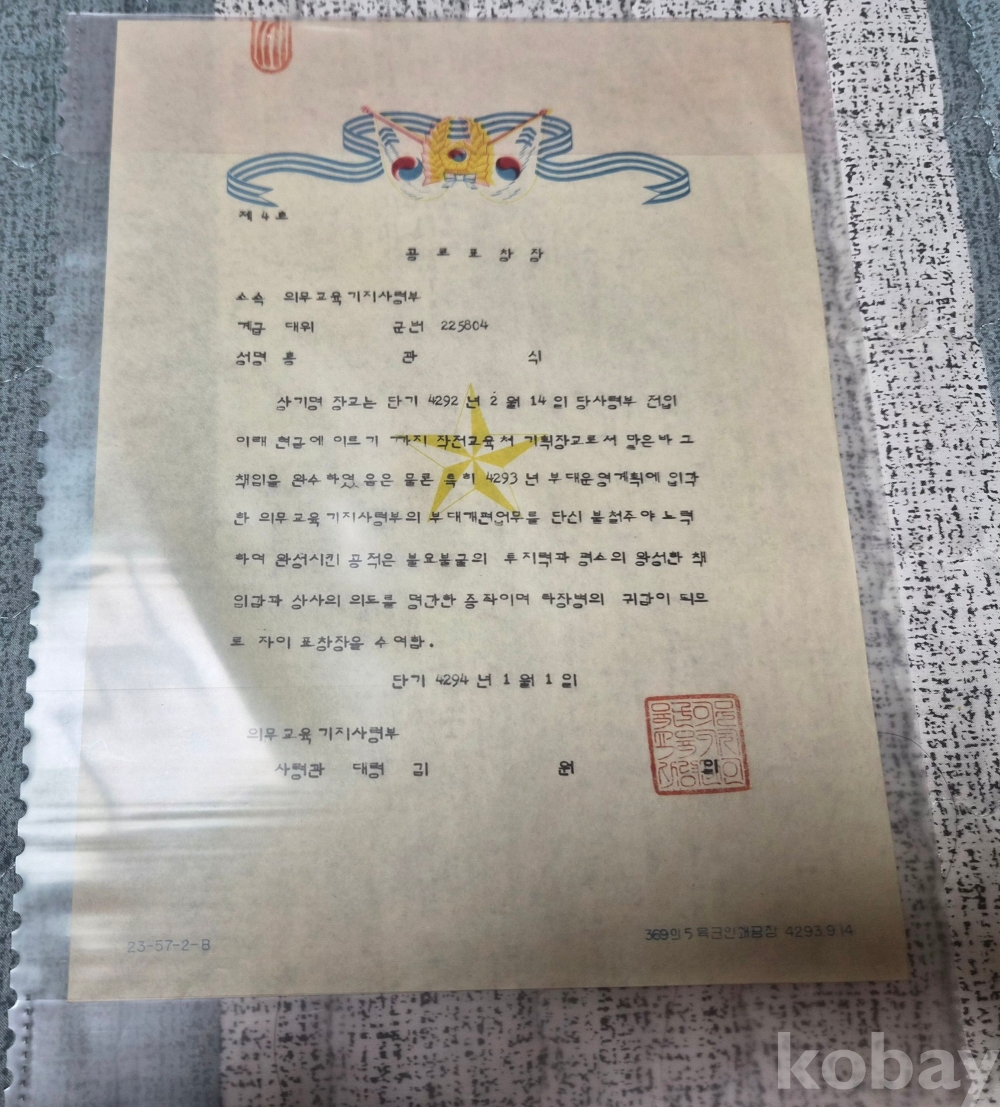 제 4 호
공 로 표 창 장
소속 의무교육기지사령부
계급 대위 군번 225804
성명 홍 관 식
상기명 장교는 단기 4292 년 2 월 14 일 당사령부 전입
이래 현금에 이르기 까지 작전교육처 기획장교로서 맡은바 그
책임을 완수 하였 음은 물론 특히 4293 년 부대운영계획에 입각
한 의무교육기지사령부의 부대개편업무를 단신 불철주야 노력
하여 완성시킨 공적은 불요불굴의 투지력과 평소의 왕성한 책
임감과 상사의 의도를 명간한 증좌이며 타장병의 귀감이 되므
로 자이 표창장을 수여함.
단기 4294 년 1 월 1 일
의무교육기지사령부
사령관 대령 김 원
23-57-2-B
369의5 육군인쇄공창 4293.9.14
kobay